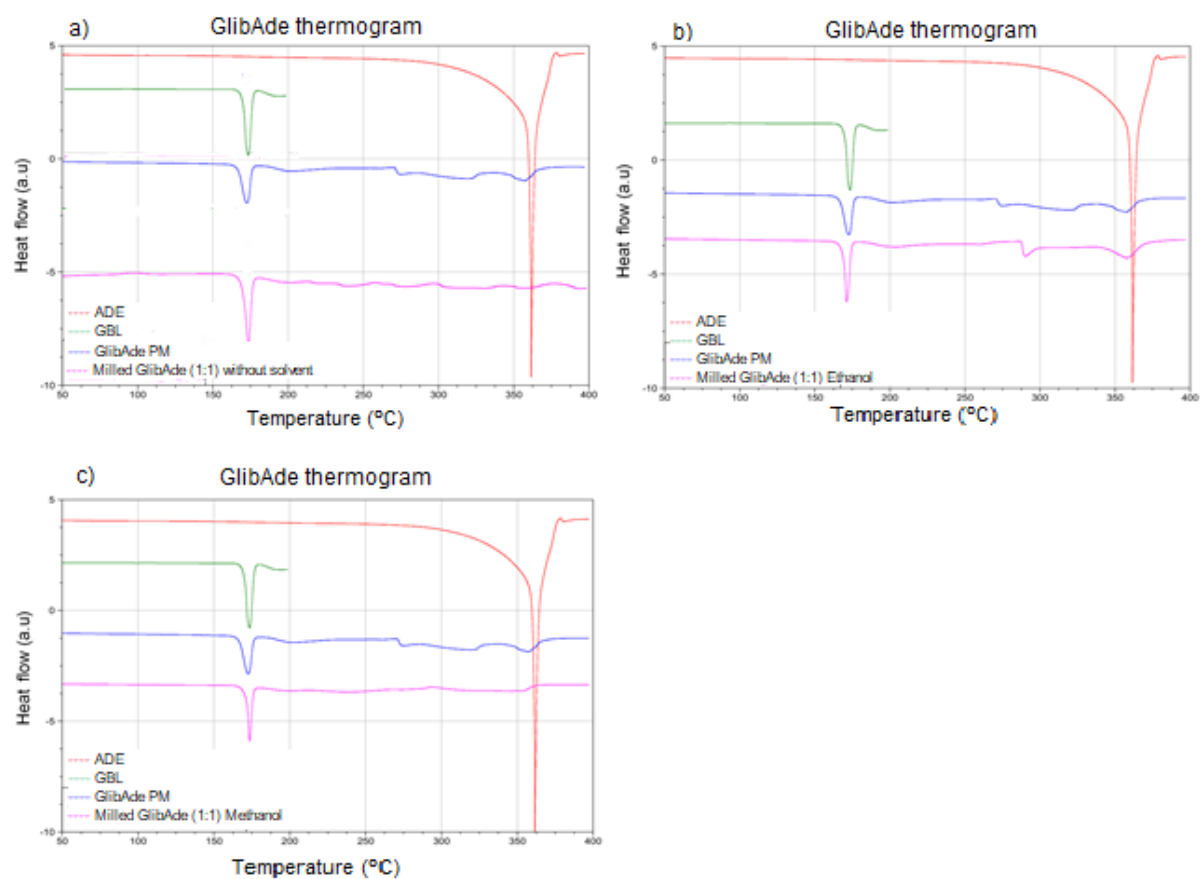 a)
GlibAde thermogram
5
0
-5
-10
Heat flow (a.u)
ADE
GBL
GlibAde PM
Milled GlibAde (1:1) without solvent
50 100 150 200 250 300 350 400
Temperature (ºC)
b)
GlibAde thermogram
5
0
-5
-10
Heat flow (a.u)
ADE
GBL
GlibAde PM
Milled GlibAde (1:1) Ethanol
50 100 150 200 250 300 350 400
Temperature (ºC)
c)
GlibAde thermogram
5
0
-5
-10
Heat flow (a.u)
ADE
GBL
GlibAde PM
Milled GlibAde (1:1) Methanol
50 100 150 200 250 300 350 400
Temperature (ºC)